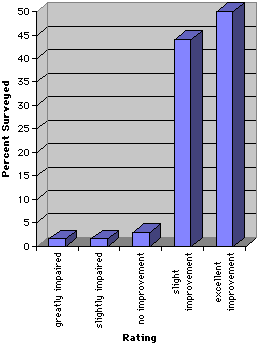 Percent Surveyed
50
45
40
35
30
25
20
15
10
5
0
greatly impaired
slightly impaired
no improvement
slight
improvement
excellent
improvement
Rating